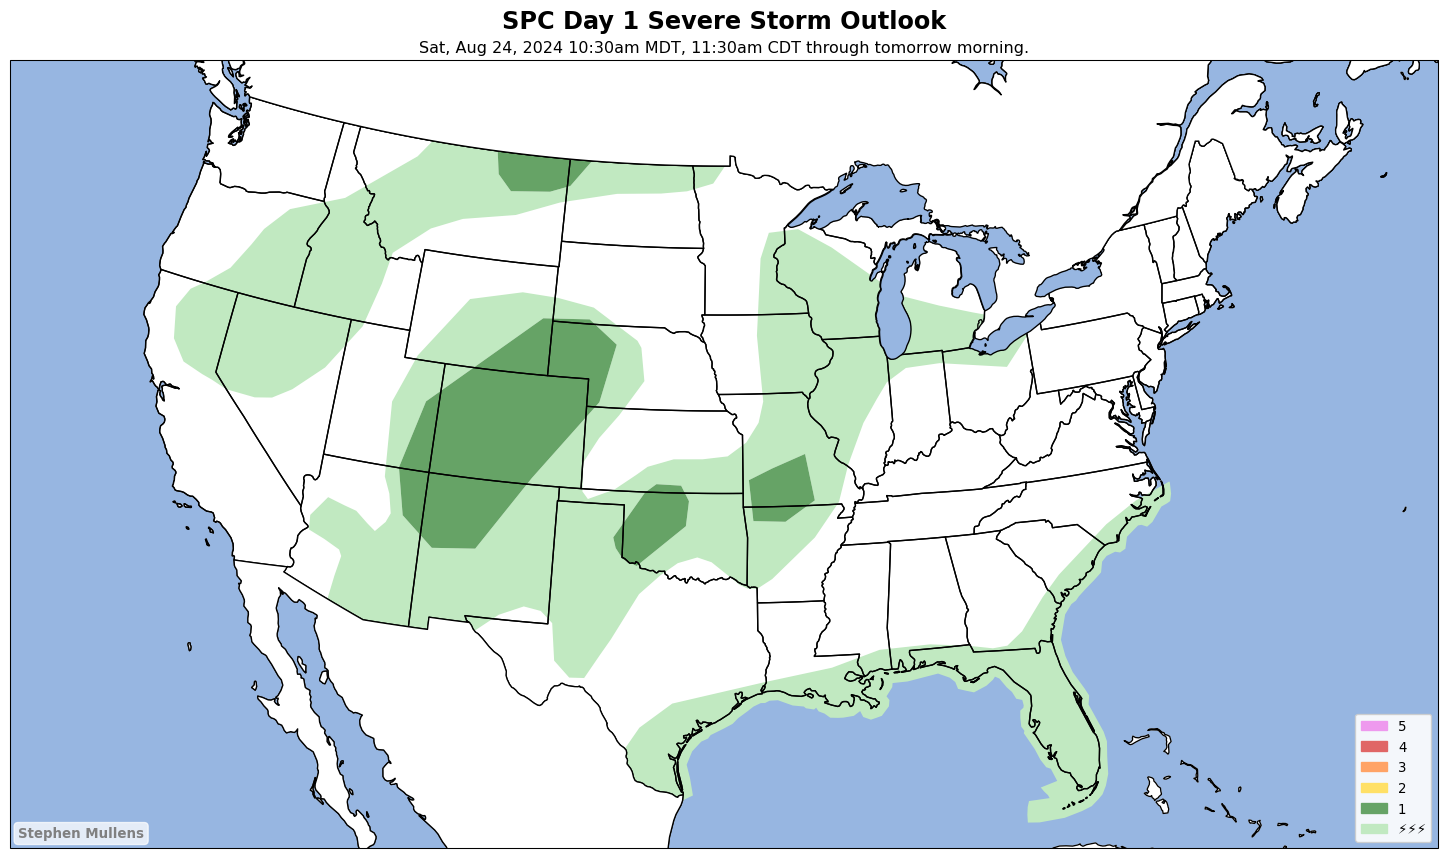 SPC Day 1 Severe Storm Outlook
Sat, Aug 24, 2024 10:30am MDT, 11:30am CDT through tomorrow morning.
5
4
3
2
1
⚡⚡⚡
Stephen Mullens